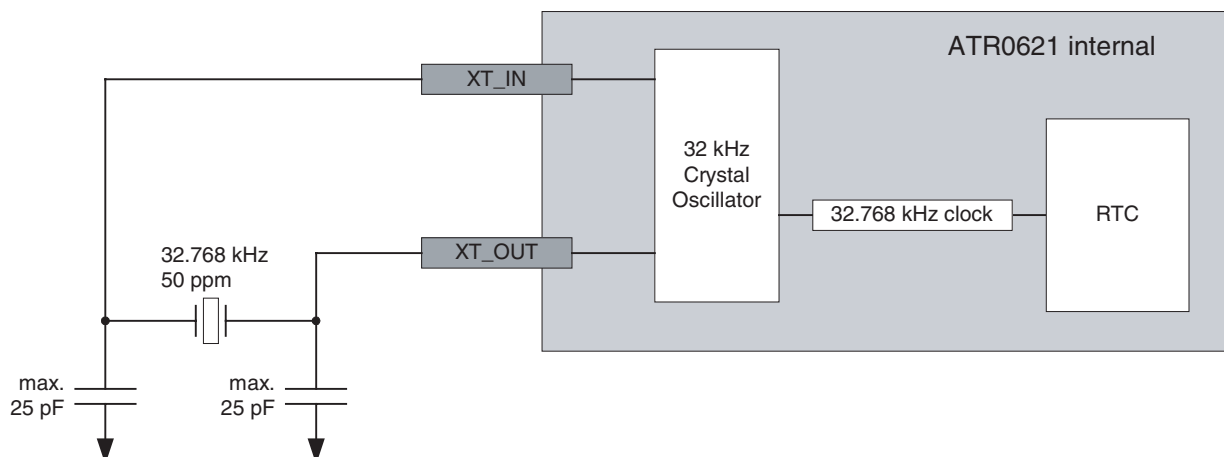 ATR0621 internal
XT_IN
32 kHz
Crystal
Oscillator
32.768 kHz clock
RTC
XT_OUT
32.768 kHz
50 ppm
max.
25 pF
max.
25 pF